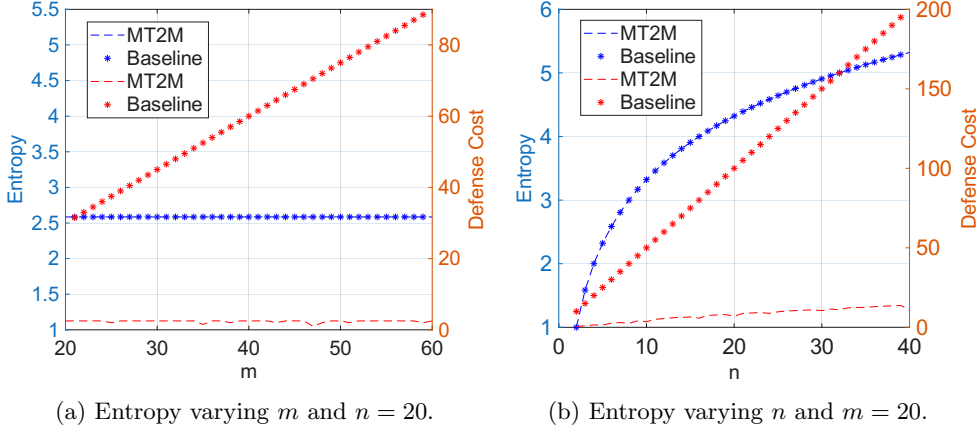 5.5
5
4.5
4
3.5
3
2.5
2
1.5
1
Entropy
MT2M
Baseline
MT2M
Baseline
80
60
40
20
0
Defense Cost
20 30 40 50 60
m
6
5
4
3
2
1
Entropy
MT2M
Baseline
MT2M
Baseline
200
150
100
50
0
Defense Cost
0 10 20 30 40
n
(a) Entropy varying m and n = 20.
(b) Entropy varying n and m = 20.